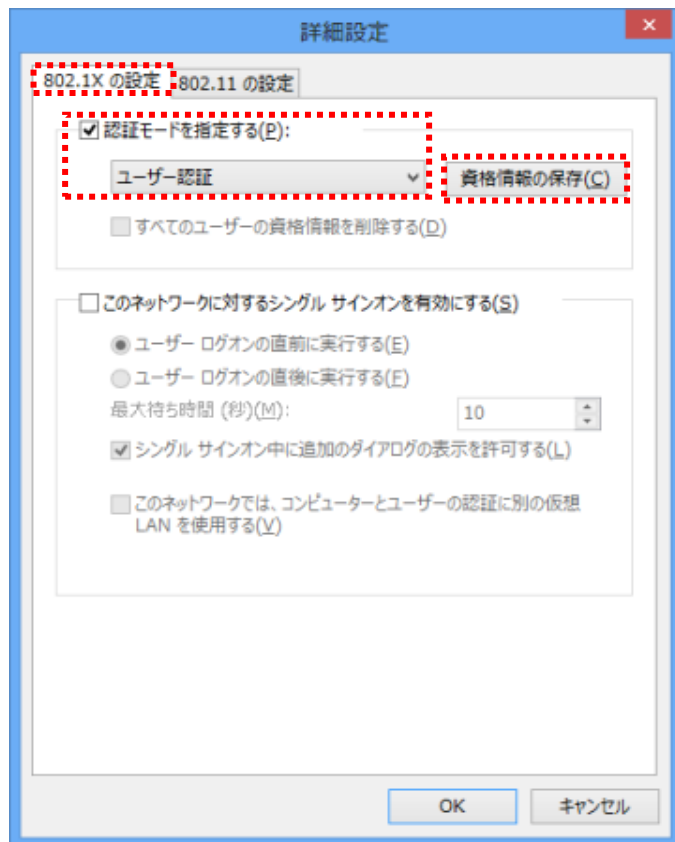 詳細設定
802.1X の設定 802.11 の設定
認証モードを指定する(P):
ユーザー認証 資格情報の保存(C)
すべてのユーザーの資格情報を削除する(D)
このネットワークに対するシングル サインオンを有効にする(S)
ユーザー ログオンの直前に実行する(E)
ユーザー ログオンの直後に実行する(F)
最大待ち時間 (秒)(M): 10
シングル サインオン中に追加のダイアログの表示を許可する(L)
このネットワークでは、コンピューターとユーザーの認証に別の仮想
LAN を使用する(V)
OK キャンセル